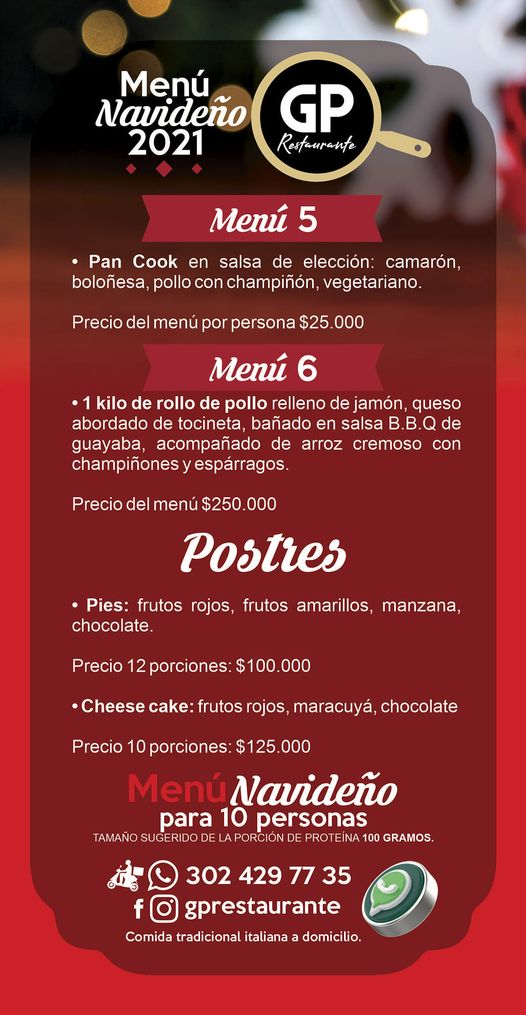 Menú
Navideño
2021
GP
Restaurante
Menú 5
• Pan Cook en salsa de elección: camarón,
boloñesa, pollo con champiñón, vegetariano.
Precio del menú por persona $25.000
Menú 6
• 1 kilo de rollo de pollo relleno de jamón, queso
abordado de tocineta, bañado en salsa B.B.Q de
guayaba, acompañado de arroz cremoso con
champiñones y espárragos.
Precio del menú $250.000
Postres
• Pies: frutos rojos, frutos amarillos, manzana,
chocolate.
Precio 12 porciones: $100.000
• Cheese cake: frutos rojos, maracuyá, chocolate
Precio 10 porciones: $125.000
Menú Navideño
para 10 personas
TAMAÑO SUGERIDO DE LA PORCIÓN DE PROTEÍNA 100 GRAMOS.
302 429 77 35
gprestaurante
Comida tradicional italiana a domicilio.